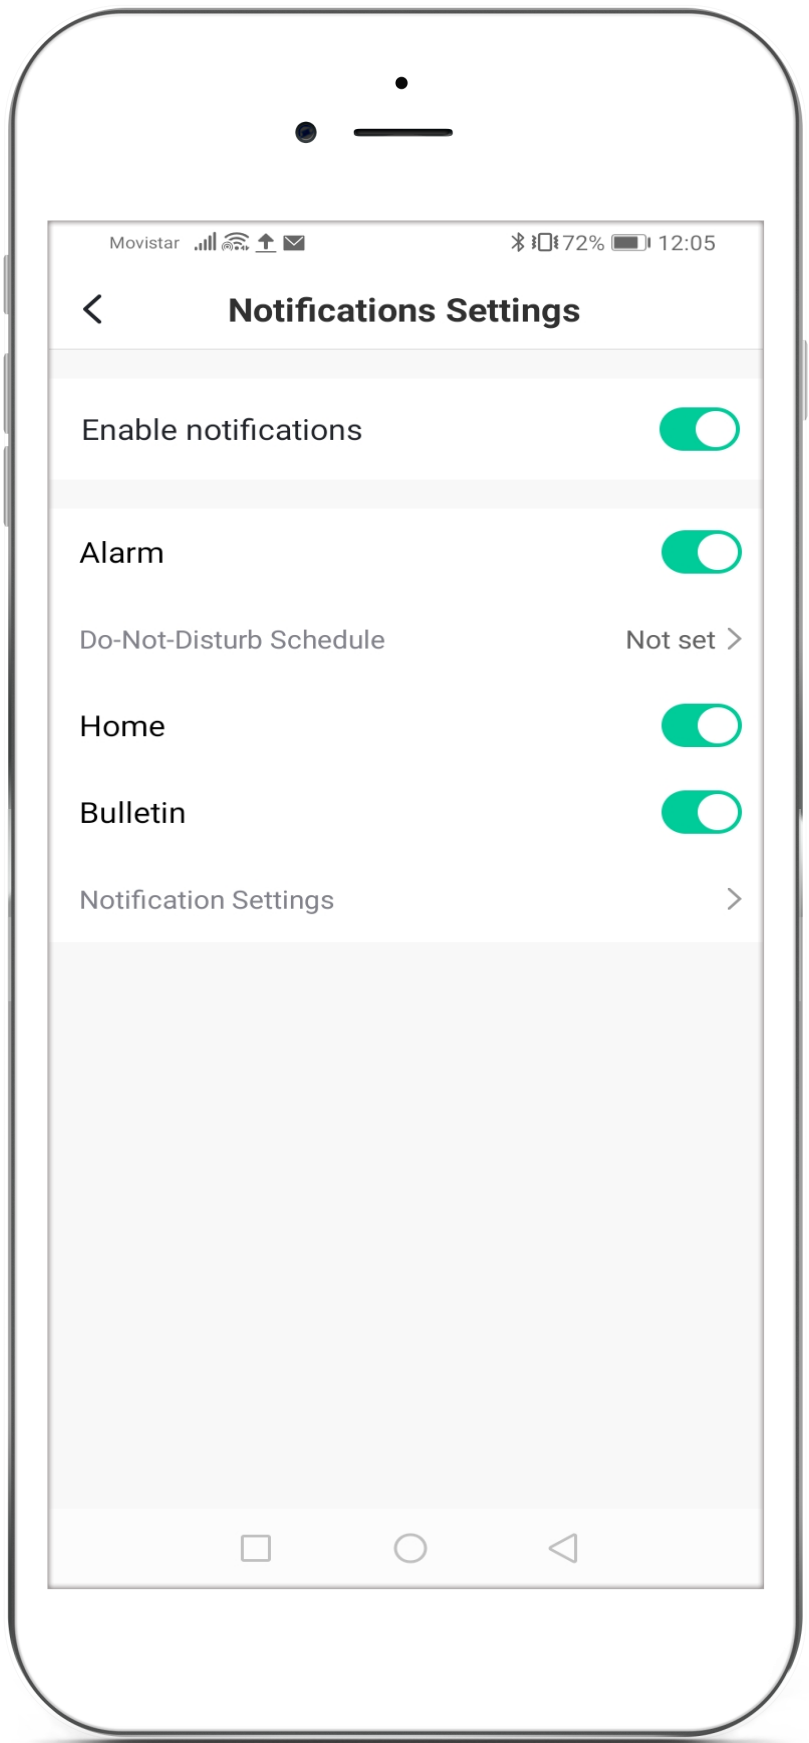 Movistar 72% 12:05
Notifications Settings
Enable notifications
Alarm
Do-Not-Disturb Schedule Not set
Home
Bulletin
Notification Settings